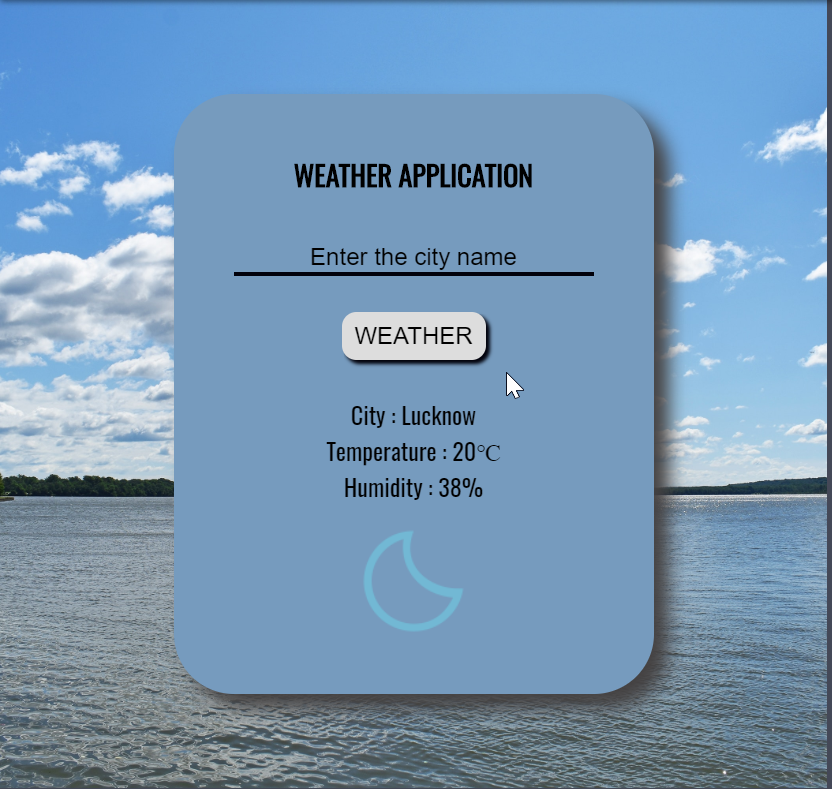 WEATHER APPLICATION
Enter the city name
WEATHER
City : Lucknow
Temperature : 20℃
Humidity : 38%